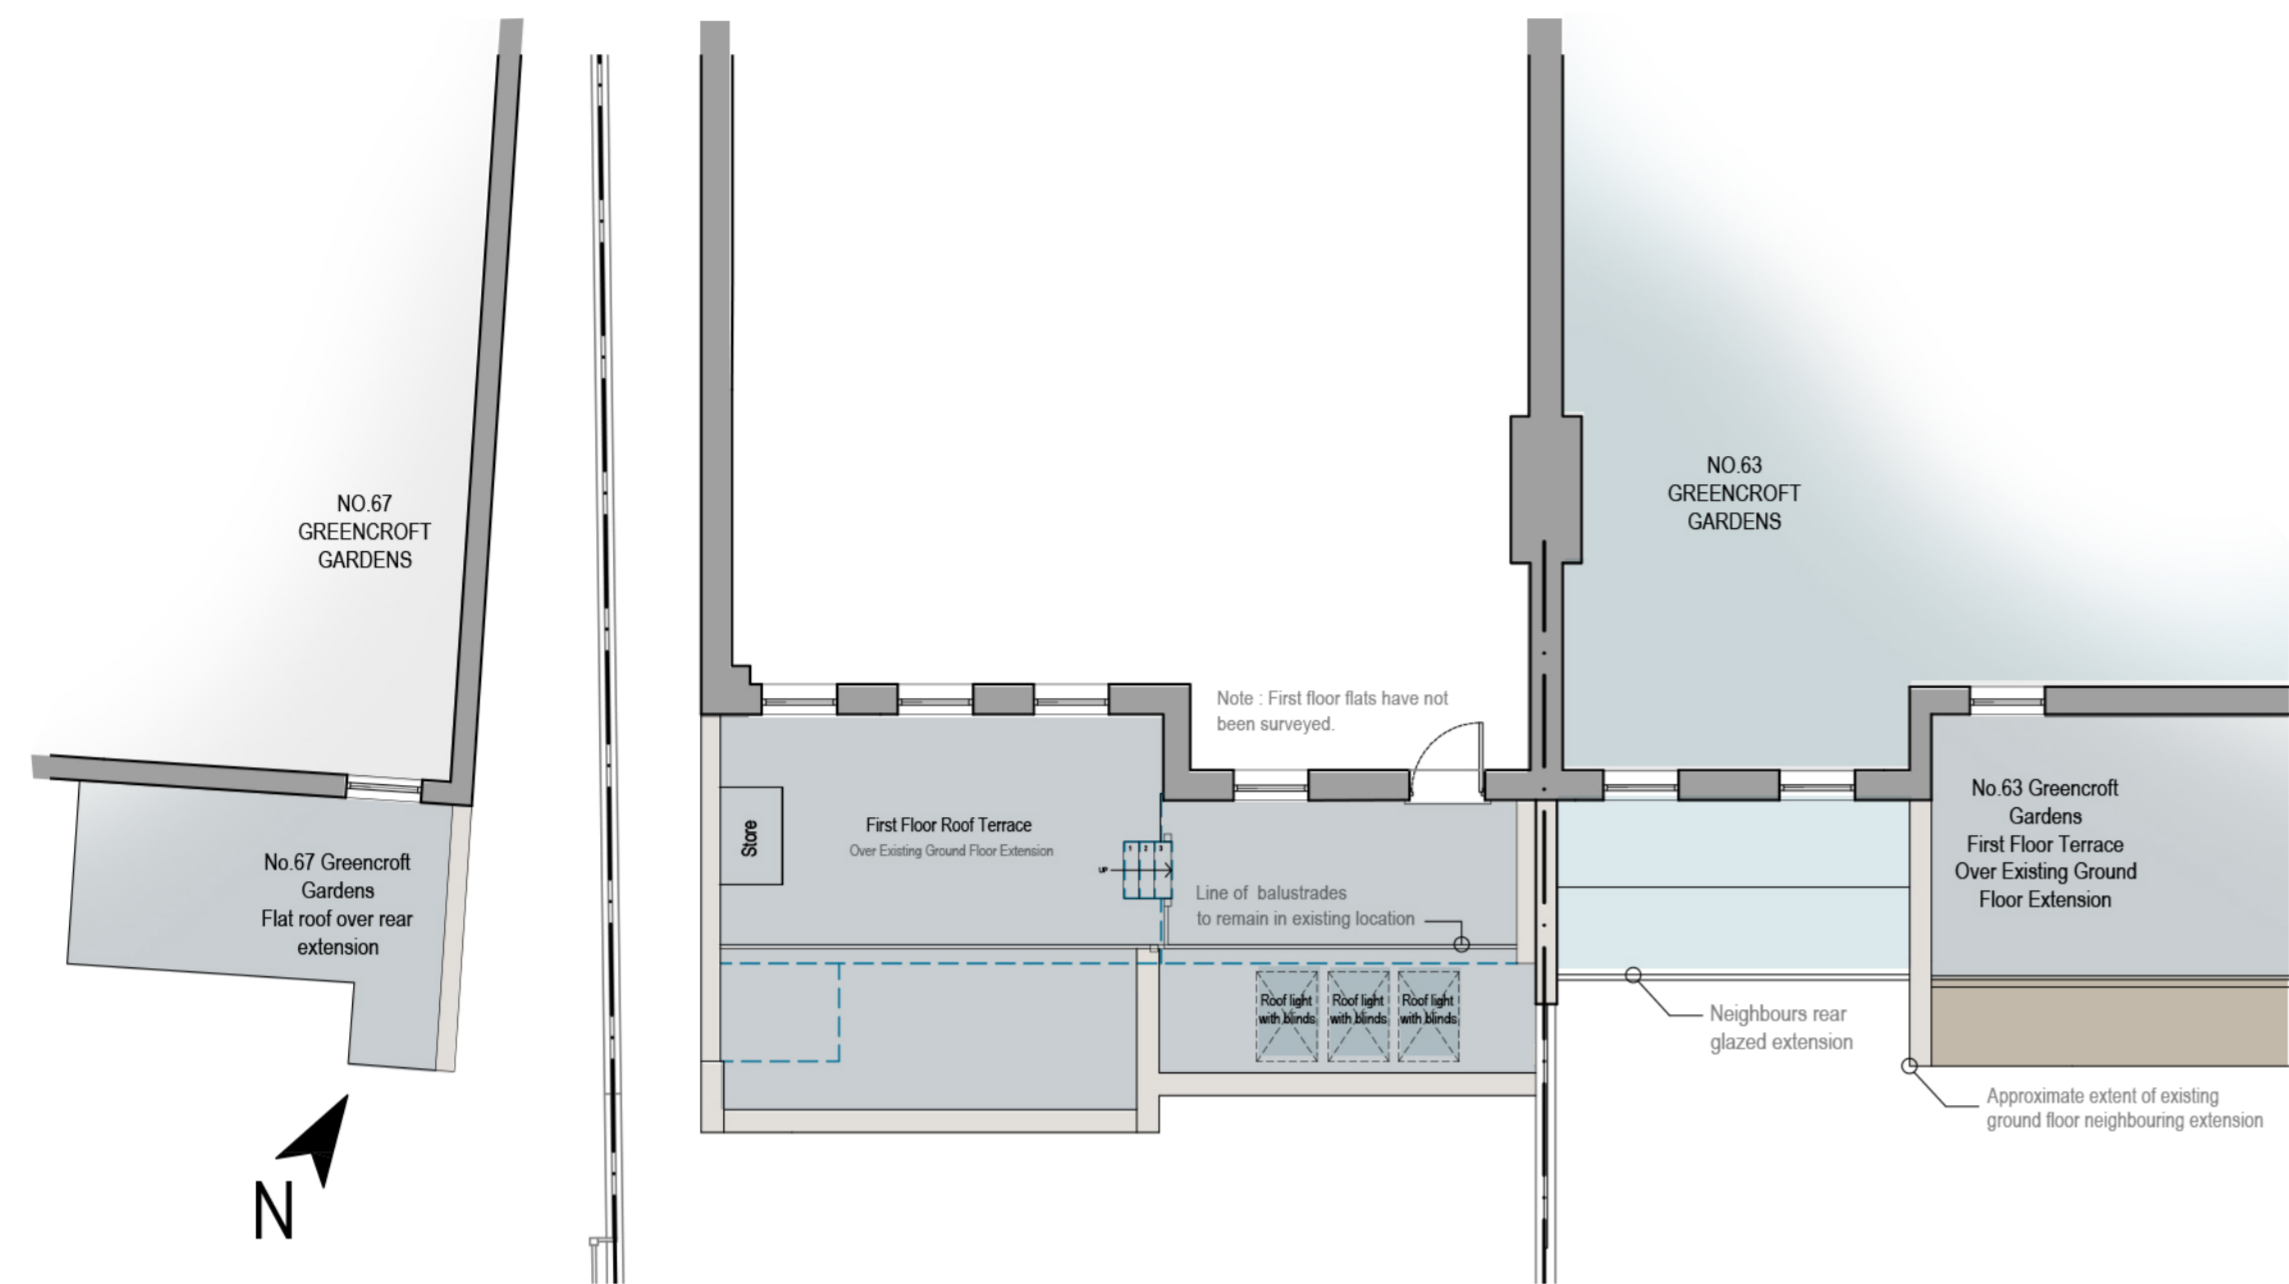 NO.67
GREENCROFT
GARDENS
NO.63
GREENCROFT
GARDENS
Note : First floor flats have not
been surveyed.
No.67 Greencroft
Gardens
Flat roof over rear
extension
Store
First Floor Roof Terrace
Over Existing Ground Floor Extension
UP
1 2 3
Line of balustrades
to remain in existing location
No.63 Greencroft
Gardens
First Floor Terrace
Over Existing Ground
Floor Extension
Roof light
with blinds
Roof light
with blinds
Roof light
with blinds
Neighbours rear
glazed extension
Approximate extent of existing
ground floor neighbouring extension
N